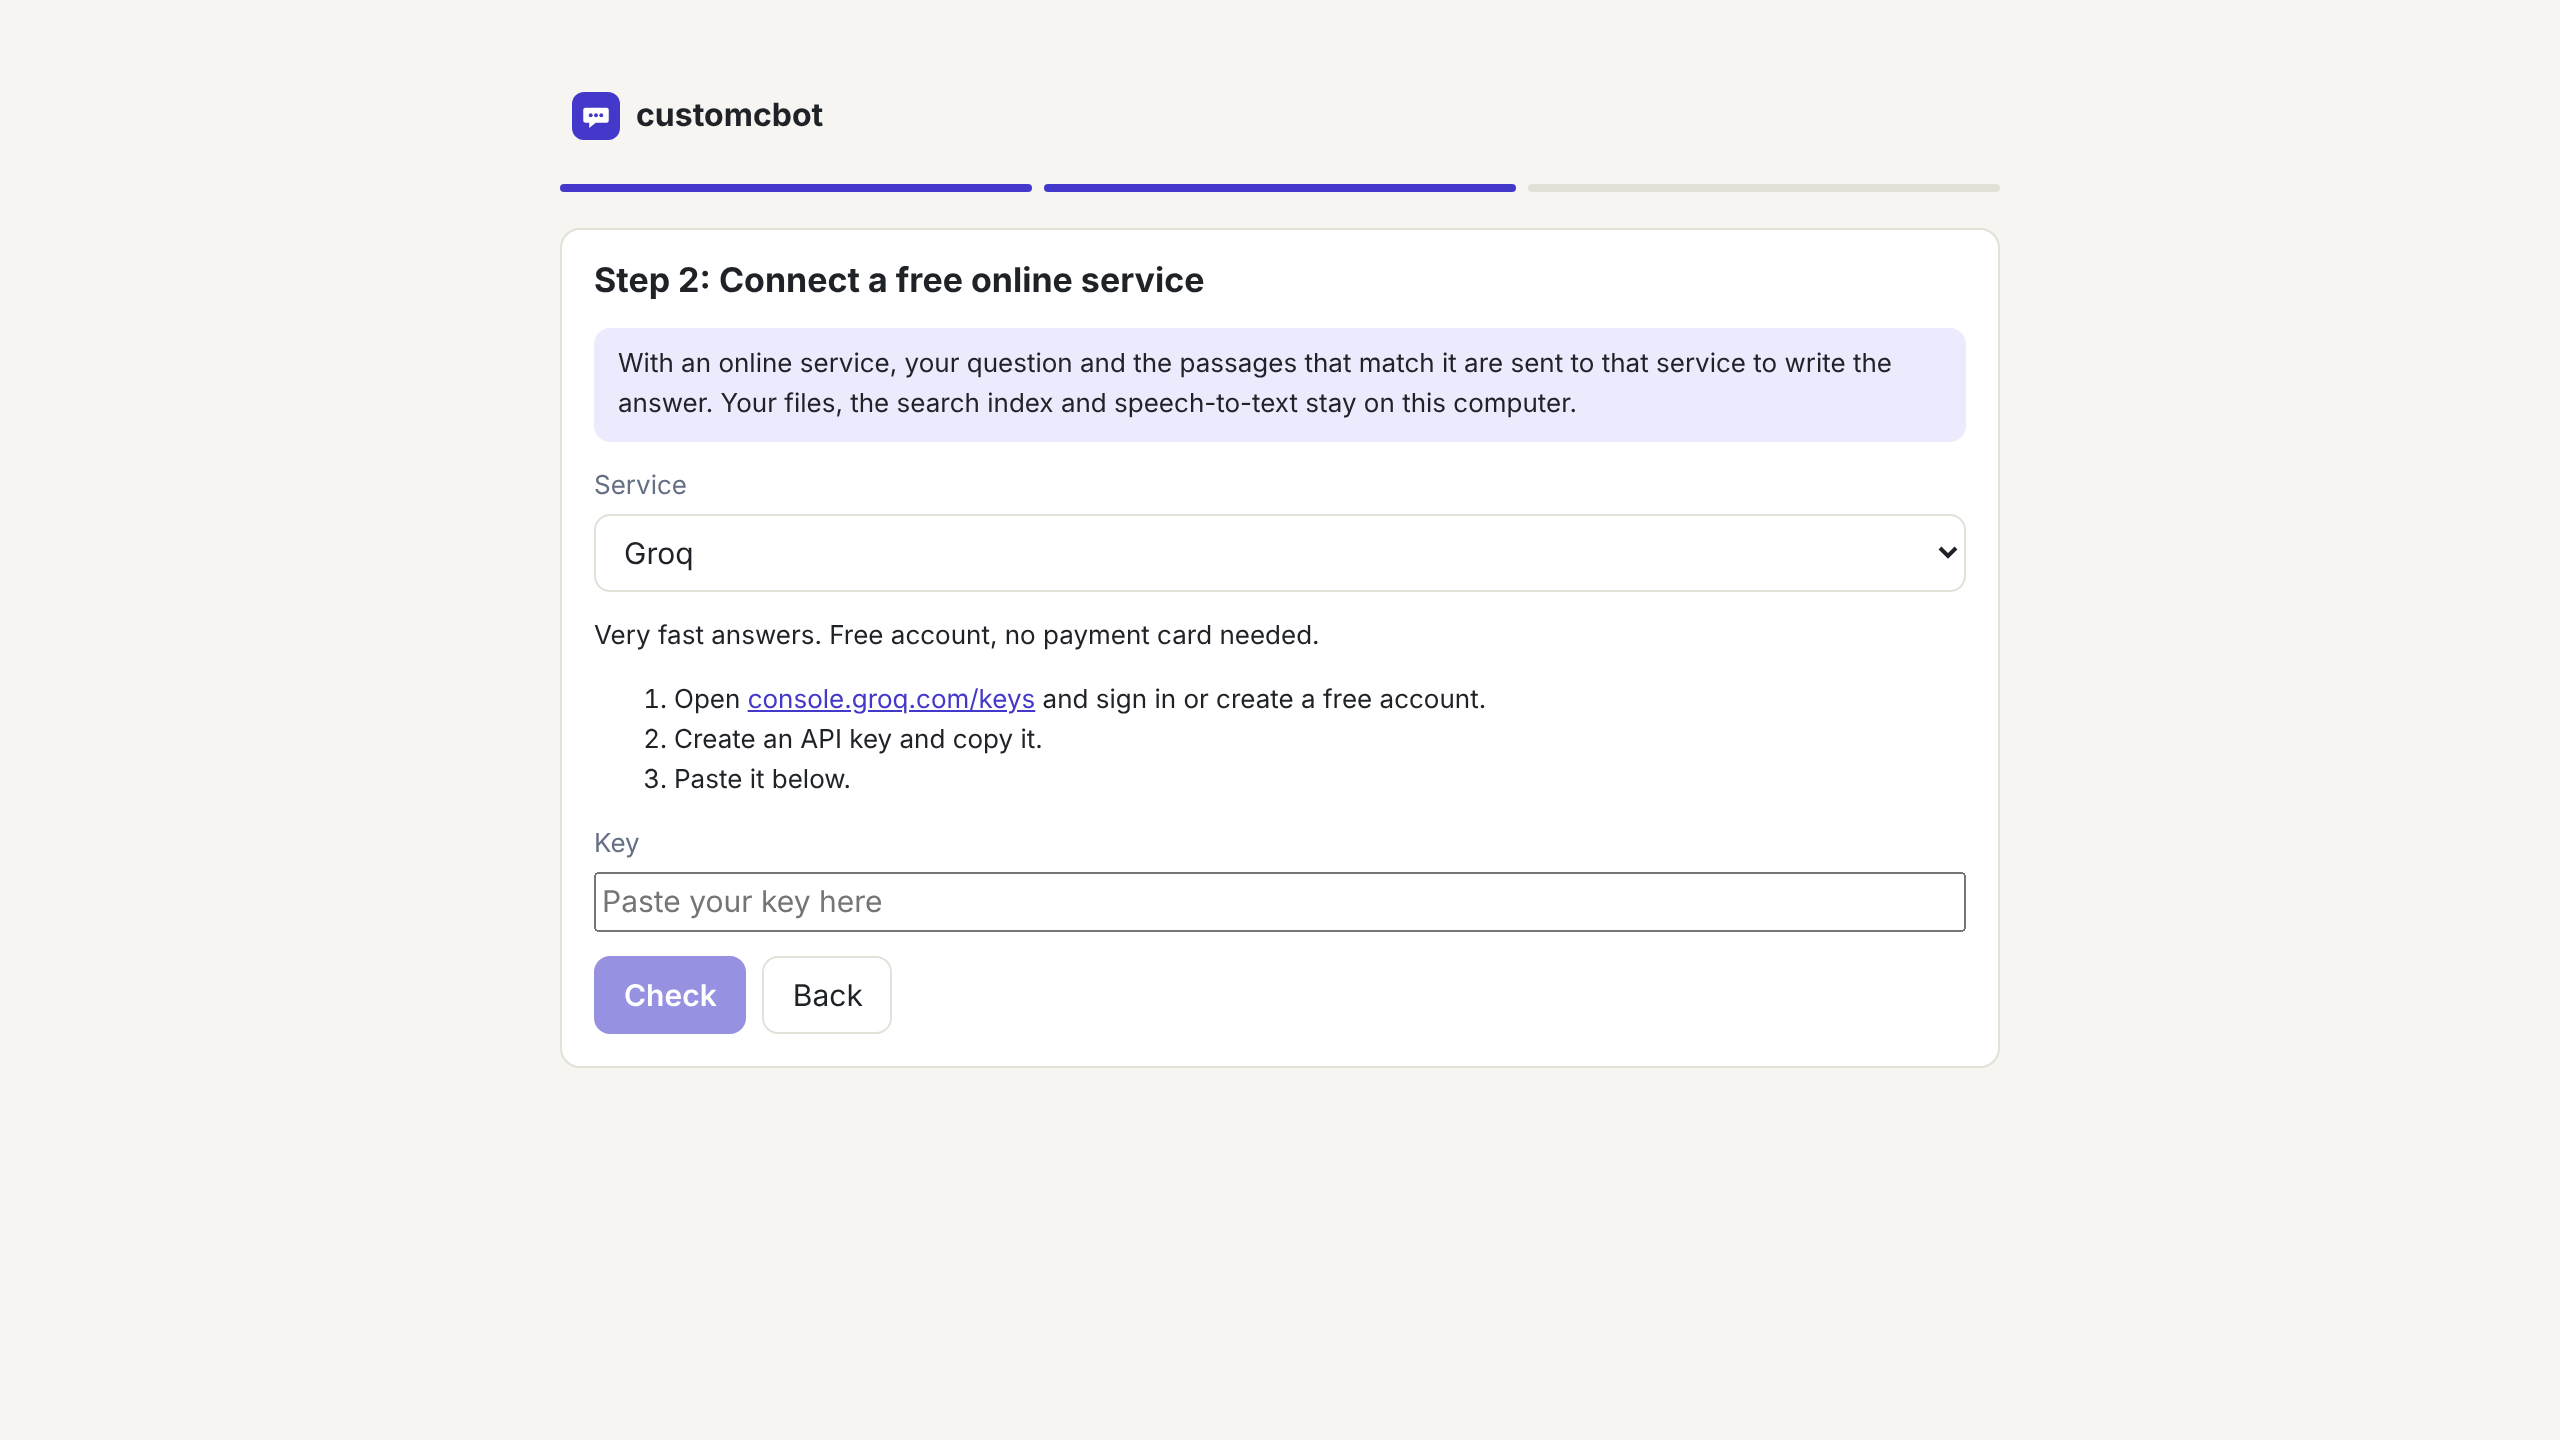 customcbot
Step 2: Connect a free online service
With an online service, your question and the passages that match it are sent to that service to write the
answer. Your files, the search index and speech-to-text stay on this computer.
Service
Groq
Very fast answers. Free account, no payment card needed.
1. Open console.groq.com/keys and sign in or create a free account.
2. Create an API key and copy it.
3. Paste it below.
Key
Paste your key here
Check Back